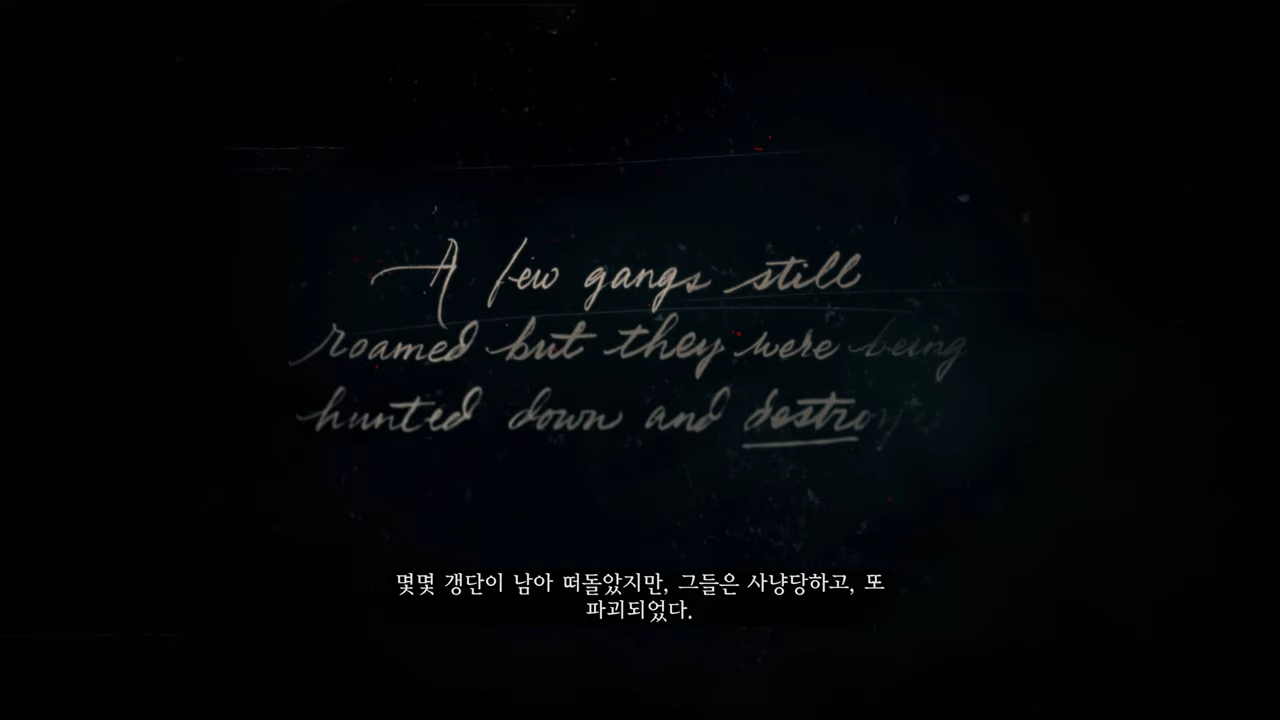 A few gangs still
roamed but they were being
hunted down and destroyed
몇몇 갱단이 남아 떠돌았지만, 그들은 사냥당하고, 또
파괴되었다.